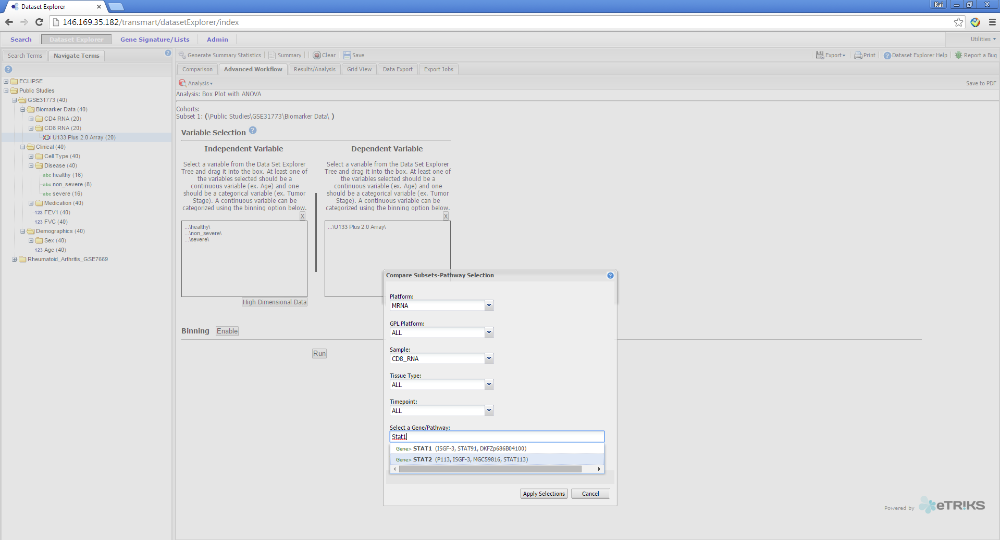 Dataset Explorer
Kai
146.169.35.182/transmart/datasetExplorer/index
Search
Dataset Explorer
Gene Signature/Lists
Admin
Utilities
Search Terms
Navigate Terms
ECLIPSE
Public Studies
GSE31773 (40)
Biomarker Data (40)
CD4 RNA (20)
CD8 RNA (20)
U133 Plus 2.0 Array (20)
Clinical (40)
Cell Type (40)
Disease (40)
abc healthy (16)
abc non_severe (8)
abc severe (16)
Medication (40)
123 FEV1 (40)
123 FVC (40)
Demographics (40)
Sex (40)
123 Age (40)
Rheumatoid_Arthritis_GSE7669
Generate Summary Statistics
Summary
Clear
Save
Export
Print
Dataset Explorer Help
Report a Bug
Comparison
Advanced Workflow
Results/Analysis
Grid View
Data Export
Export Jobs
Analysis
Save to PDF
Analysis: Box Plot with ANOVA
Cohorts:
Subset 1: (\Public Studies\GSE31773\Biomarker Data\ )
Variable Selection
Independent Variable
Select a variable from the Data Set Explorer
Tree and drag it into the box. At least one of
the variables selected should be a
continuous variable (ex. Age) and one
should be a categorical variable (ex. Tumor
Stage). A continuous variable can be
categorized using the binning option below.
X
...\healthy\
...\non_severe\
...\severe\
High Dimensional Data
Dependent Variable
Select a variable from the Data Set Explorer
Tree and drag it into the box. At least one of
the variables selected should be a
continuous variable (ex. Age) and one
should be a categorical variable (ex. Tumor
Stage). A continuous variable can be
categorized using the binning option below.
X
...\U133 Plus 2.0 Array\
Binning
Enable
Run
Compare Subsets-Pathway Selection
Platform:
MRNA
GPL Platform:
ALL
Sample:
CD8_RNA
Tissue Type:
ALL
Timepoint:
ALL
Select a Gene/Pathway:
Stat1
Gene> STAT1 (ISGF-3, STAT91, DKFZp686B04100)
Gene> STAT2 (P113, ISGF-3, MGC59816, STAT113)
Apply Selections
Cancel
Powered by
eTRIKS